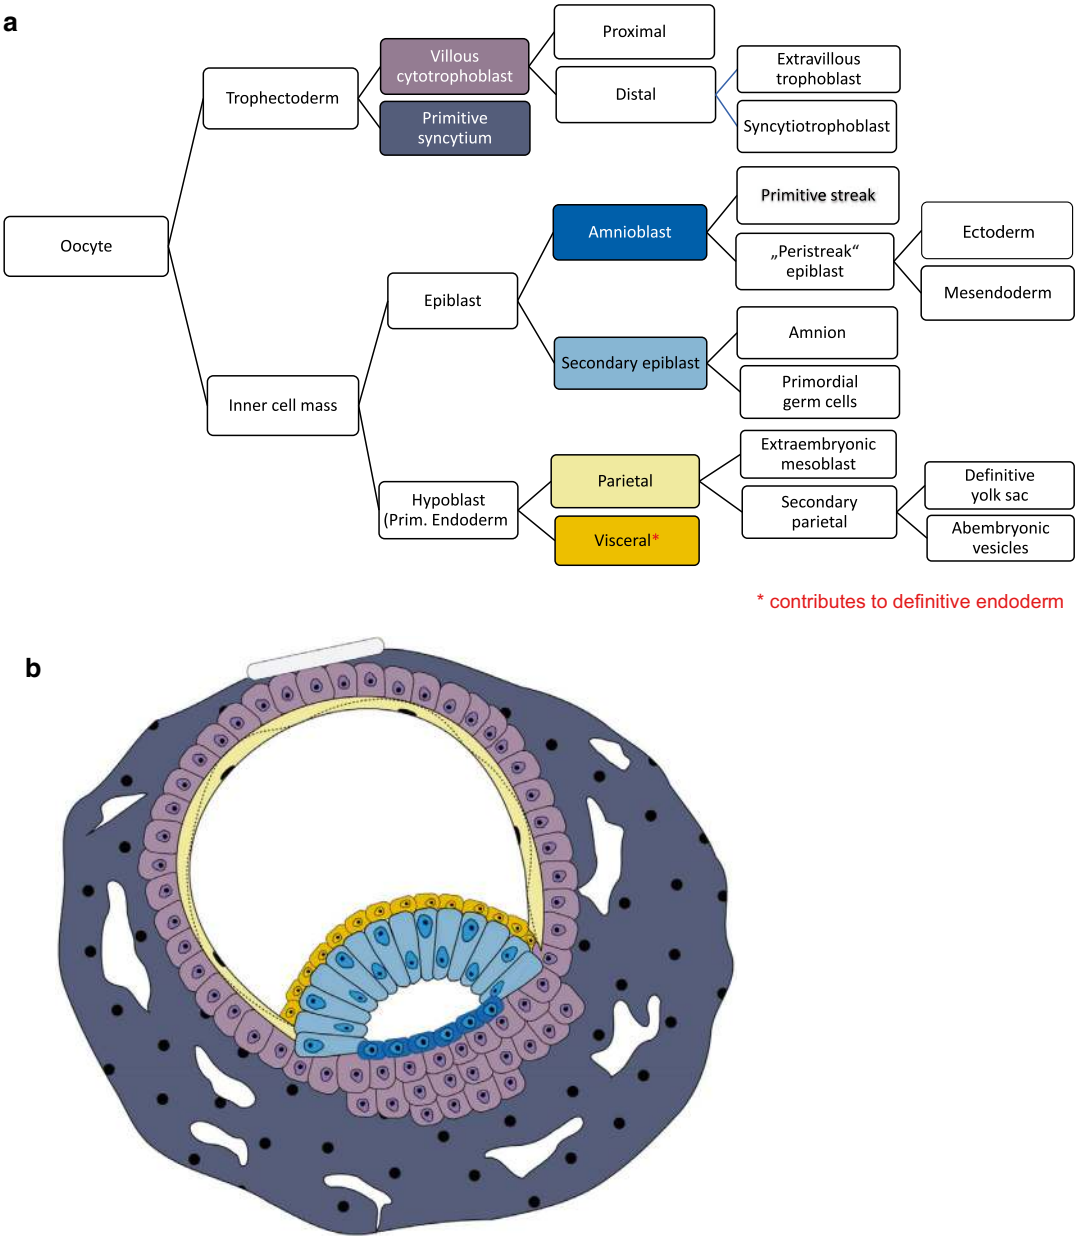 a
Proximal
Villous
cytotrophoblast
Extravillous
trophoblast
Trophectoderm
Distal
Primitive
syncytium
Syncytiotrophoblast
Primitive streak
Amnioblast
Ectoderm
Oocyte
„Peristreak“
epiblast
Mesendoderm
Epiblast
Amnion
Secondary epiblast
Primordial
germ cells
Inner cell mass
Extraembryonic
mesoblast
Parietal
Definitive
yolk sac
Hypoblast
(Prim. Endoderm
Secondary
parietal
Visceral*
Abembryonic
vesicles
* contributes to definitive endoderm
b